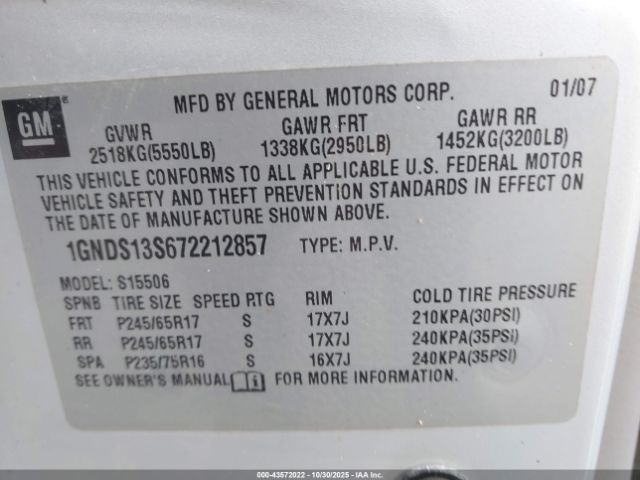 MFD BY GENERAL MOTORS CORP. 01/07
GM®
GVWR GAWR FRT GAWR RR
2518KG(5550LB) 1338KG(2950LB) 1452KG(3200LB)
THIS VEHICLE CONFORMS TO ALL APPLICABLE U.S. FEDERAL MOTOR
VEHICLE SAFETY AND THEFT PREVENTION STANDARDS IN EFFECT ON
THE DATE OF MANUFACTURE SHOWN ABOVE.
1GNDS13S672212857 TYPE: M.P.V.
MODEL: S15506
SPNB TIRE SIZE SPEED RTG RIM COLD TIRE PRESSURE
FRT P245/65R17 S 17X7J 210KPA(30PSI)
RR P245/65R17 S 17X7J 240KPA(35PSI)
SPA P235/75R16 S 16X7J 240KPA(35PSI)
SEE OWNER'S MANUAL FOR MORE INFORMATION.
000-43572022 - 10/30/2025 - IAAI.COM